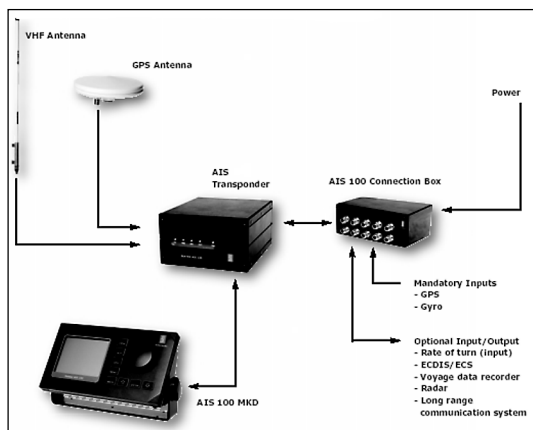 VHF Antenna
GPS Antenna
Power
AIS
Transponder
AIS 100 Connection Box
Mandatory Inputs
- GPS
- Gyro
Optional Input/Output
- Rate of turn (input)
- ECDIS/ECS
- Voyage data recorder
- Radar
- Long range
communication system
AIS 100 MKD